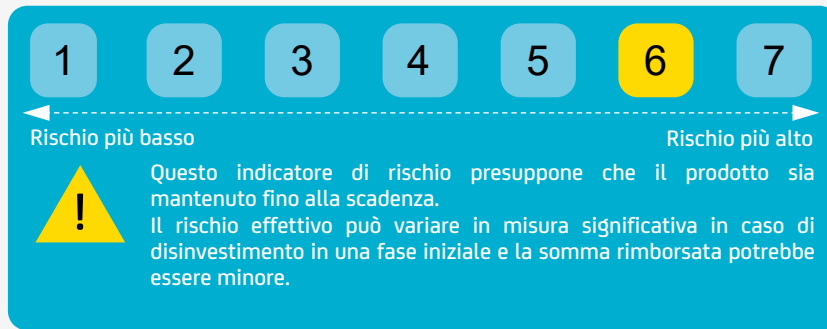 1 2 3 4 5 6 7
Rischio più basso Rischio più alto
!
Questo indicatore di rischio presuppone che il prodotto sia
mantenuto fino alla scadenza.
Il rischio effettivo può variare in misura significativa in caso di
disinvestimento in una fase iniziale e la somma rimborsata potrebbe
essere minore.